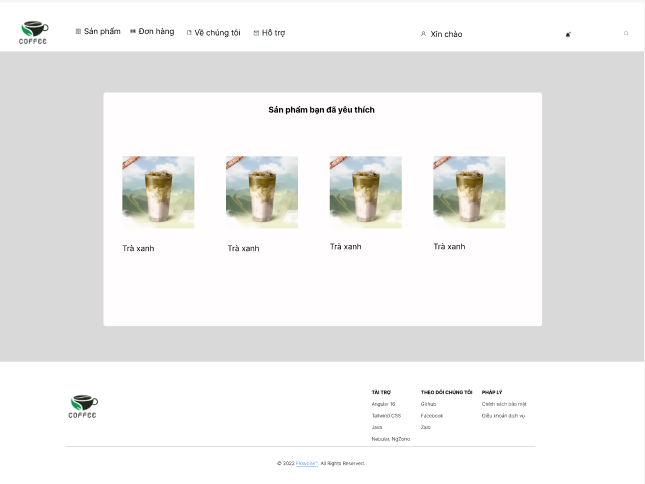 COFFEE
Sản phẩm
Đơn hàng
Về chúng tôi
Hỗ trợ
Xin chào
Sản phẩm bạn đã yêu thích
Trà xanh
Trà xanh
Trà xanh
Trà xanh
COFFEE
TÀI TRỢ
Angular 16
Tailwind CSS
Java
Nebular, NgZorro
THEO DÕI CHÚNG TÔI
Github
Facebook
Zalo
PHÁP LÝ
Chính sách bảo mật
Điều khoản dịch vụ
© 2022 Flowbite™. All Rights Reserved.